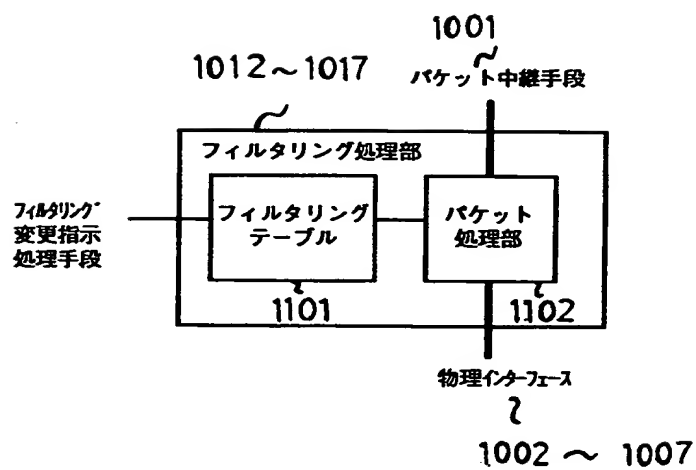 1001
1012～1017
パケット中継手段
フィルタリング処理部
フィルタリング
変更指示
処理手段
フィルタリング
テーブル
パケット
処理部
1101
1102
物理インターフェース
1002 ～ 1007